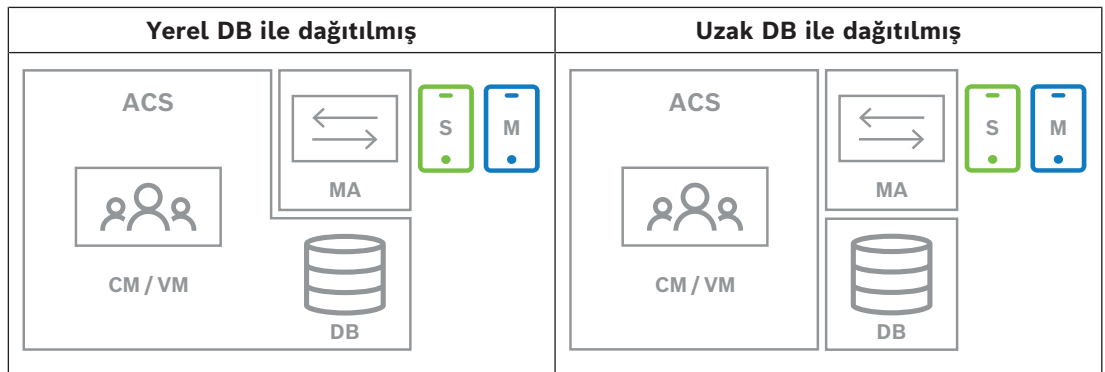 Yerel DB ile dağıtılmış
Uzak DB ile dağıtılmış
ACS
S
M
MA
CM / VM
DB
ACS
S
M
MA
CM / VM
DB